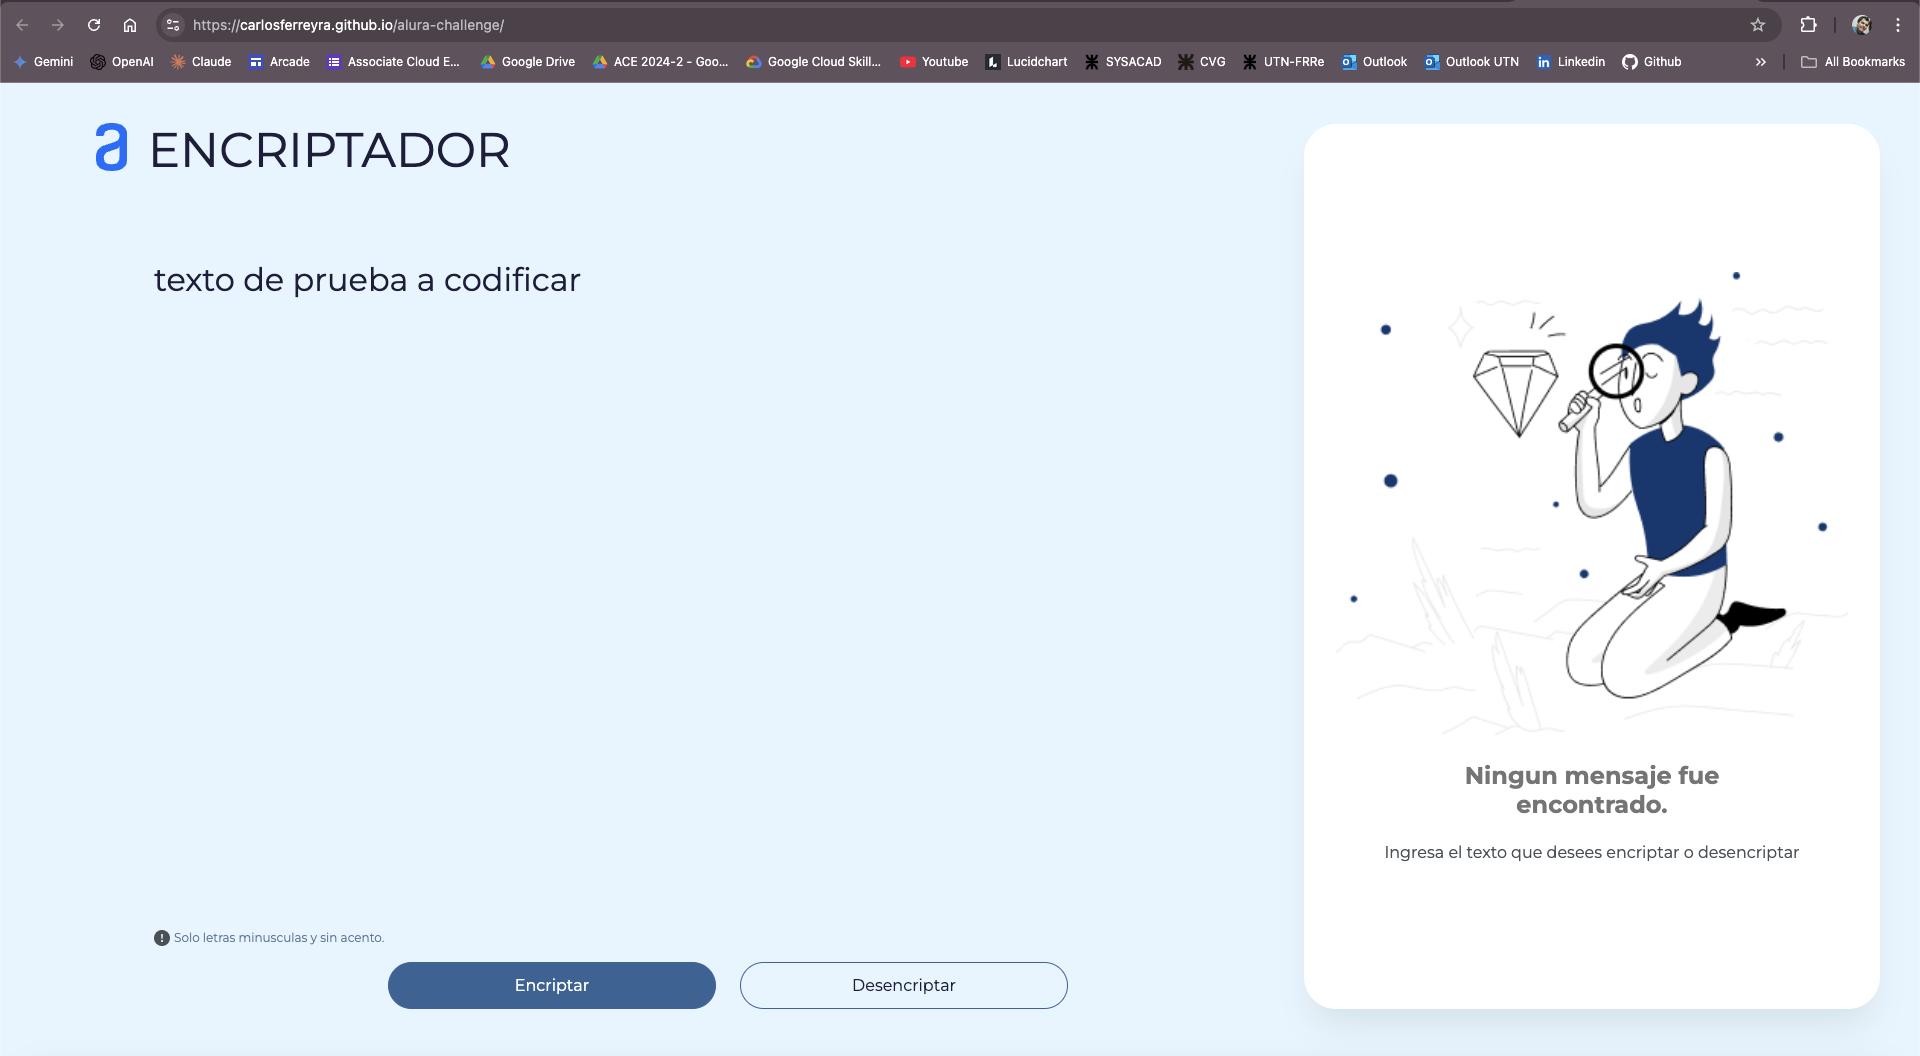 https://carlosferreyra.github.io/alura-challenge/
Gemini OpenAI Claude Arcade Associate Cloud E... Google Drive ACE 2024-2 - Goo... Google Cloud Skill... Youtube Lucidchart SYSACAD CVG UTN-FRRe Outlook Outlook UTN Linkedin Github » All Bookmarks
a ENCRIPTADOR
texto de prueba a codificar
Solo letras minusculas y sin acento.
Encriptar Desencriptar
Ningun mensaje fue
encontrado.
Ingresa el texto que desees encriptar o desencriptar